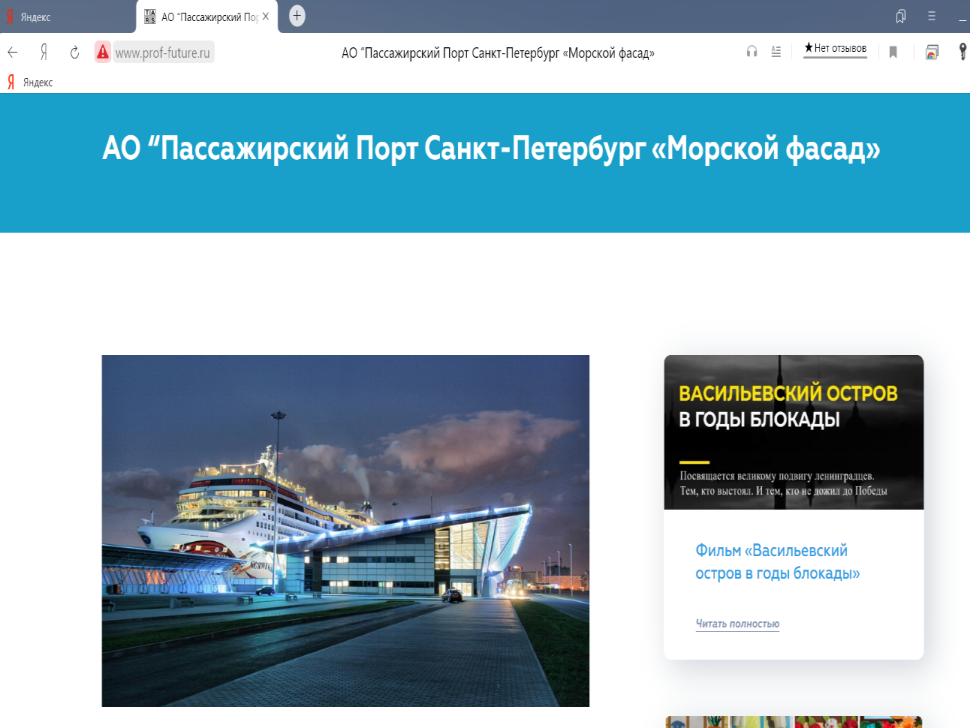 Яндекс
АО "Пассажирский По
www.prof-future.ru
АО "Пассажирский Порт Санкт-Петербург «Морской фасад»
★Нет отзывов
Яндекс
АО “Пассажирский Порт Санкт-Петербург «Морской фасад»
ВАСИЛЬЕВСКИЙ ОСТРОВ
В ГОДЫ БЛОКАДЫ
Посвящается великому подвигу ленинградцев.
Тем, кто выстоял. И тем, кто не дожил до Победы
Фильм «Васильевский
остров в годы блокады»
Читать полностью